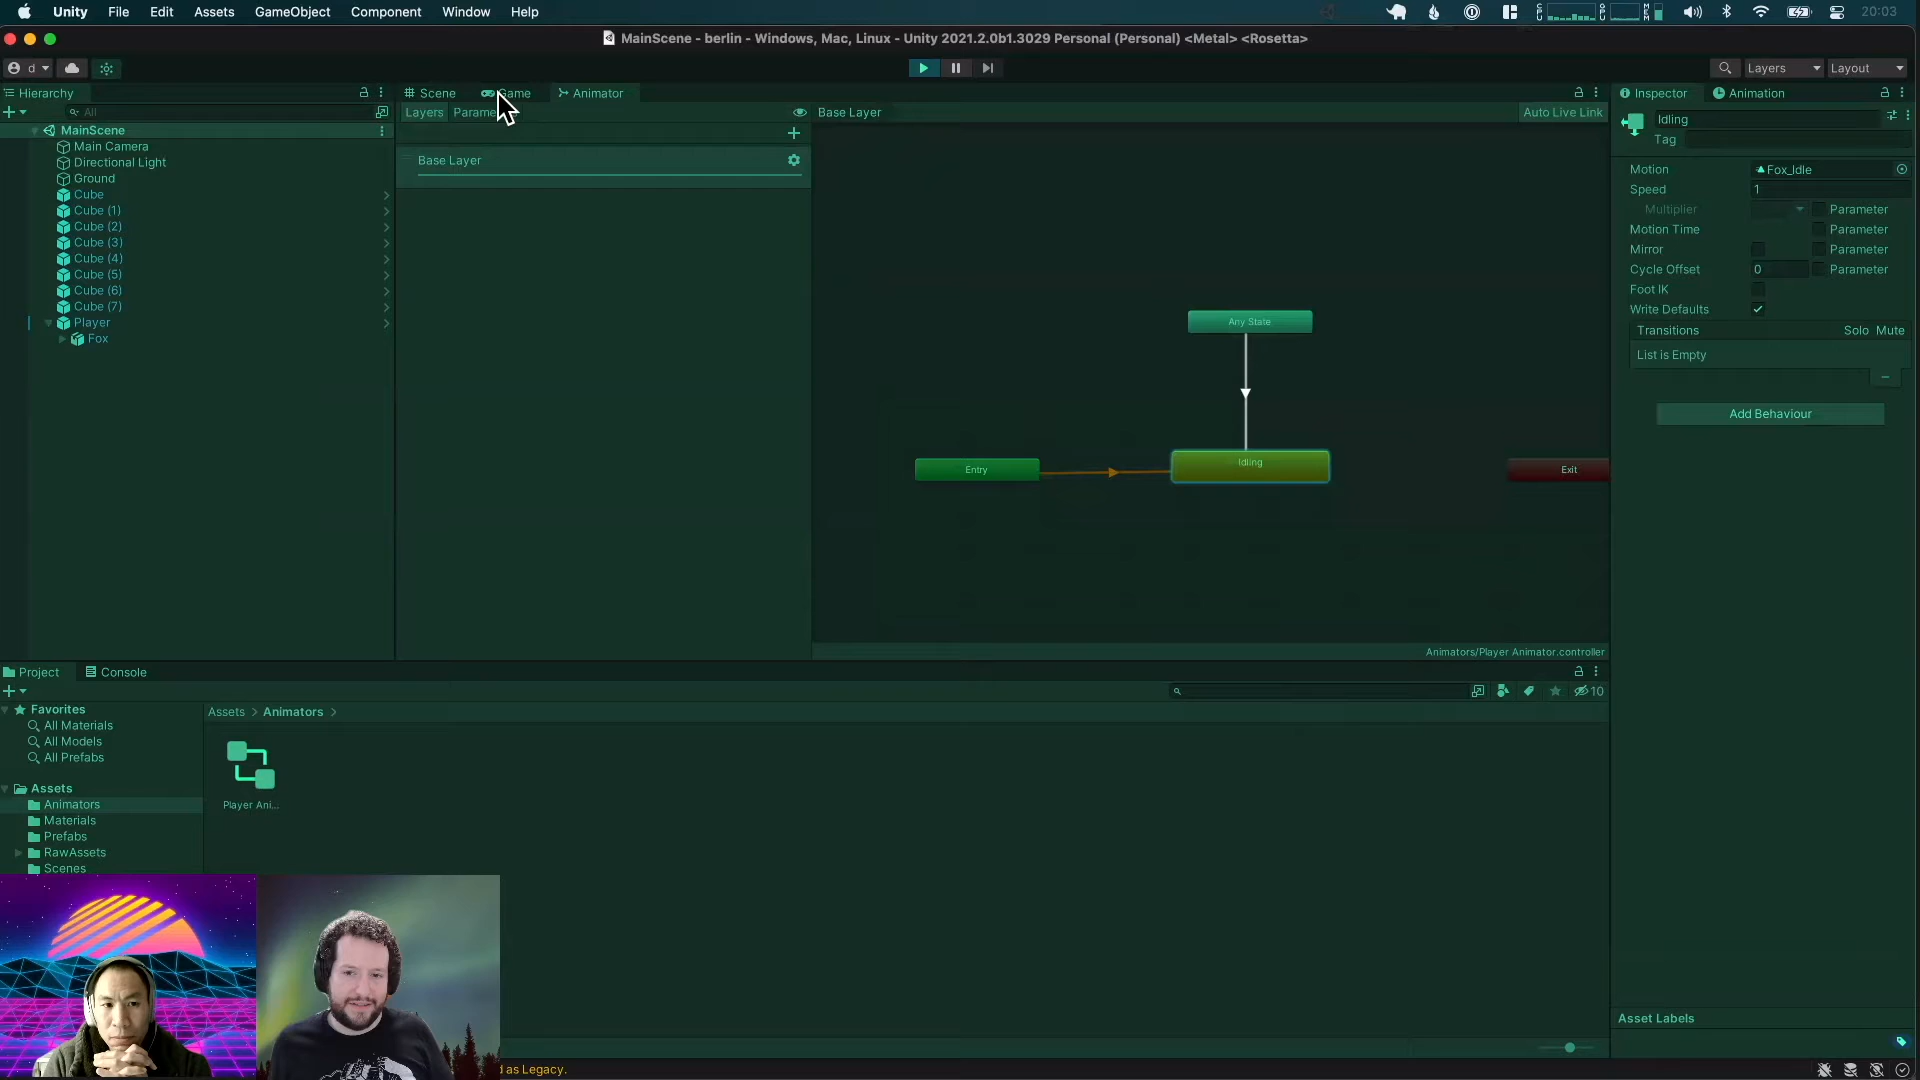 Unity File Edit Assets GameObject Component Window Help 20:03
MainScene - berlin - Windows, Mac, Linux - Unity 2021.2.0b1.3029 Personal (Personal) <Metal> <Rosetta>
d Layers Layout
Hierarchy
All
MainScene
Main Camera
Directional Light
Ground
Cube
Cube (1)
Cube (2)
Cube (3)
Cube (4)
Cube (5)
Cube (6)
Cube (7)
Player
Fox
Scene Game Animator
Layers Parame
Base Layer Auto Live Link
Base Layer
Any State
Entry
Idling
Exit
Animators/Player Animator.controller
Inspector Animation
Idling
Tag
Motion Fox_Idle
Speed 1
Multiplier Parameter
Motion Time Parameter
Mirror Parameter
Cycle Offset 0 Parameter
Foot IK
Write Defaults
Transitions Solo Mute
List is Empty
Add Behaviour
Asset Labels
Project Console
10
Favorites
All Materials
All Models
All Prefabs
Assets
Animators
Materials
Prefabs
RawAssets
Scenes
Assets > Animators >
Player Ani...
d as Legacy.